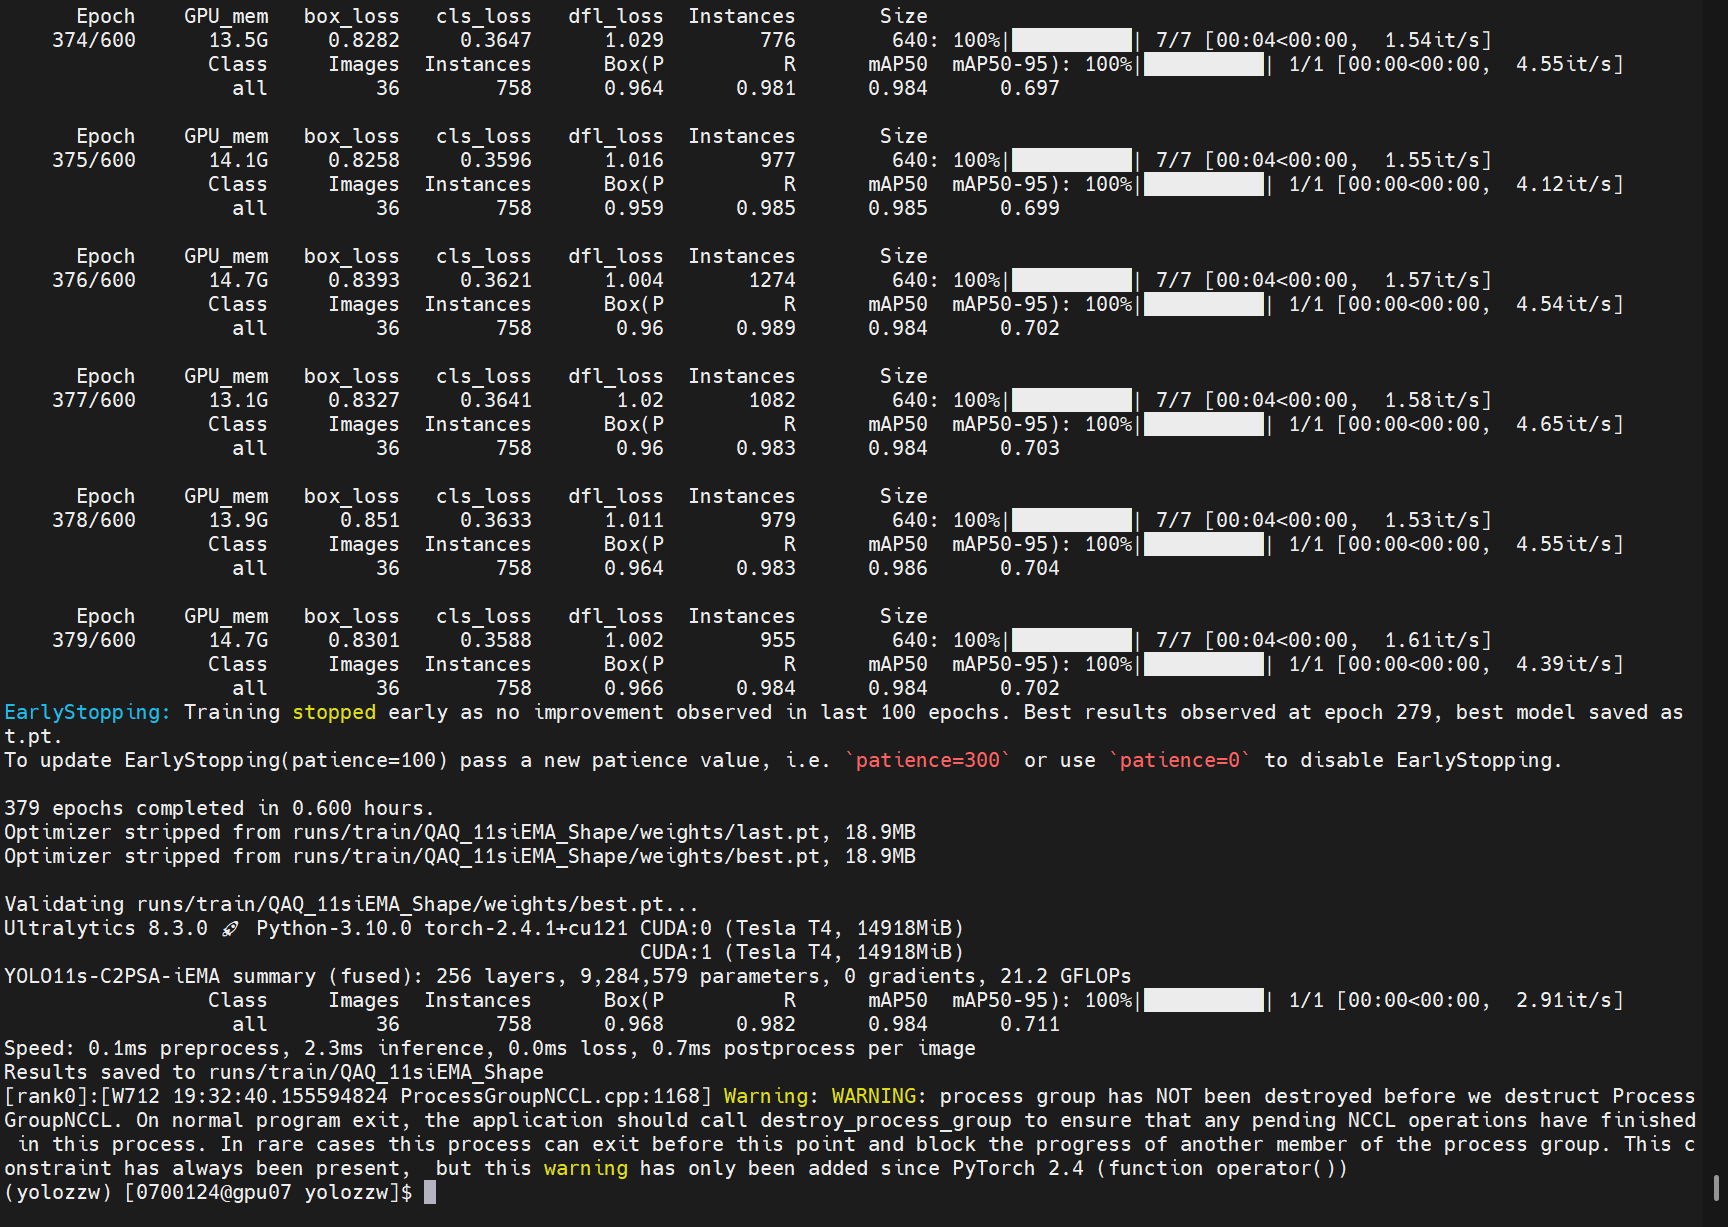 Epoch GPU_mem box_loss cls_loss dfl_loss Instances Size
374/600 13.5G 0.8282 0.3647 1.029 776 640: 100%|██████████| 7/7 [00:04<00:00, 1.54it/s]
Class Images Instances Box(P R mAP50 mAP50-95): 100%|██████████| 1/1 [00:00<00:00, 4.55it/s]
all 36 758 0.964 0.981 0.984 0.697
Epoch GPU_mem box_loss cls_loss dfl_loss Instances Size
375/600 14.1G 0.8258 0.3596 1.016 977 640: 100%|██████████| 7/7 [00:04<00:00, 1.55it/s]
Class Images Instances Box(P R mAP50 mAP50-95): 100%|██████████| 1/1 [00:00<00:00, 4.12it/s]
all 36 758 0.959 0.985 0.985 0.699
Epoch GPU_mem box_loss cls_loss dfl_loss Instances Size
376/600 14.7G 0.8393 0.3621 1.004 1274 640: 100%|██████████| 7/7 [00:04<00:00, 1.57it/s]
Class Images Instances Box(P R mAP50 mAP50-95): 100%|██████████| 1/1 [00:00<00:00, 4.54it/s]
all 36 758 0.96 0.989 0.984 0.702
Epoch GPU_mem box_loss cls_loss dfl_loss Instances Size
377/600 13.1G 0.8327 0.3641 1.02 1082 640: 100%|██████████| 7/7 [00:04<00:00, 1.58it/s]
Class Images Instances Box(P R mAP50 mAP50-95): 100%|██████████| 1/1 [00:00<00:00, 4.65it/s]
all 36 758 0.96 0.983 0.984 0.703
Epoch GPU_mem box_loss cls_loss dfl_loss Instances Size
378/600 13.9G 0.851 0.3633 1.011 979 640: 100%|██████████| 7/7 [00:04<00:00, 1.53it/s]
Class Images Instances Box(P R mAP50 mAP50-95): 100%|██████████| 1/1 [00:00<00:00, 4.55it/s]
all 36 758 0.964 0.983 0.986 0.704
Epoch GPU_mem box_loss cls_loss dfl_loss Instances Size
379/600 14.7G 0.8301 0.3588 1.002 955 640: 100%|██████████| 7/7 [00:04<00:00, 1.61it/s]
Class Images Instances Box(P R mAP50 mAP50-95): 100%|██████████| 1/1 [00:00<00:00, 4.39it/s]
all 36 758 0.966 0.984 0.984 0.702
EarlyStopping: Training stopped early as no improvement observed in last 100 epochs. Best results observed at epoch 279, best model saved as
t.pt.
To update EarlyStopping(patience=100) pass a new patience value, i.e. `patience=300` or use `patience=0` to disable EarlyStopping.
379 epochs completed in 0.600 hours.
Optimizer stripped from runs/train/QAQ_11siEMA_Shape/weights/last.pt, 18.9MB
Optimizer stripped from runs/train/QAQ_11siEMA_Shape/weights/best.pt, 18.9MB
Validating runs/train/QAQ_11siEMA_Shape/weights/best.pt...
Ultralytics 8.3.0 🚀 Python-3.10.0 torch-2.4.1+cu121 CUDA:0 (Tesla T4, 14918MiB)
CUDA:1 (Tesla T4, 14918MiB)
YOLO11s-C2PSA-iEMA summary (fused): 256 layers, 9,284,579 parameters, 0 gradients, 21.2 GFLOPs
Class Images Instances Box(P R mAP50 mAP50-95): 100%|██████████| 1/1 [00:00<00:00, 2.91it/s]
all 36 758 0.968 0.982 0.984 0.711
Speed: 0.1ms preprocess, 2.3ms inference, 0.0ms loss, 0.7ms postprocess per image
Results saved to runs/train/QAQ_11siEMA_Shape
[rank0]:[W712 19:32:40.155594824 ProcessGroupNCCL.cpp:1168] Warning: WARNING: process group has NOT been destroyed before we destruct Process
GroupNCCL. On normal program exit, the application should call destroy_process_group to ensure that any pending NCCL operations have finished
in this process. In rare cases this process can exit before this point and block the progress of another member of the process group. This c
onstraint has always been present,  but this warning has only been added since PyTorch 2.4 (function operator())
(yolozzw) [0700124@gpu07 yolozzw]$